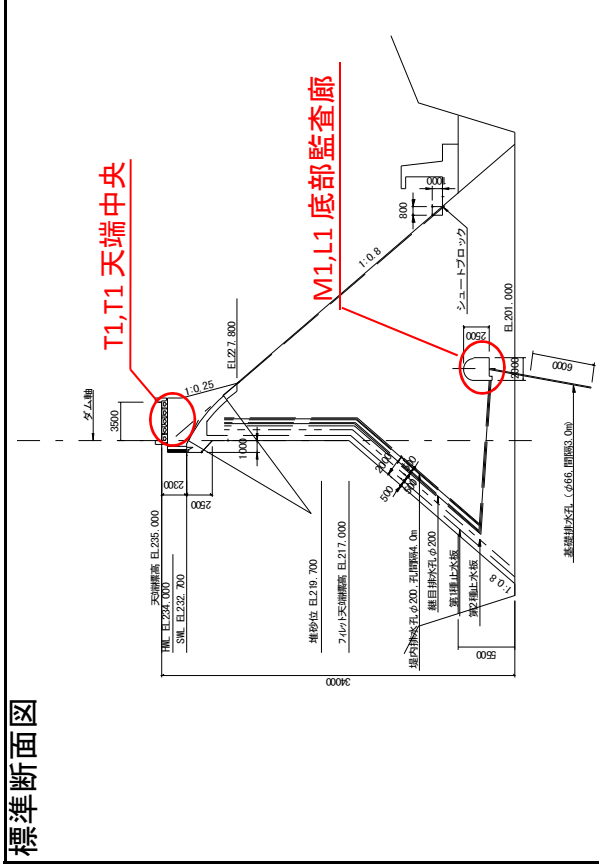 標準断面図
T1,T1 天端中央
M1,L1 底部監査廊
ダム軸
3500
1:0.25
EL227.800
1:0.8
800
1000
シュートブロック
天端標高 EL235.000
HWL EL234.000
SWL EL232.700
2300
2500
1000
堆砂位 EL219.700
フィレット天端標高 EL217.000
堤内排水孔φ200,孔間隔4.0m
継目排水孔φ200
第1種止水板
第2種止水板
2000
500
500
1:0.8
34000
5500
2500
EL201.000
6000
基礎排水孔 (φ66,間隔3.0m)